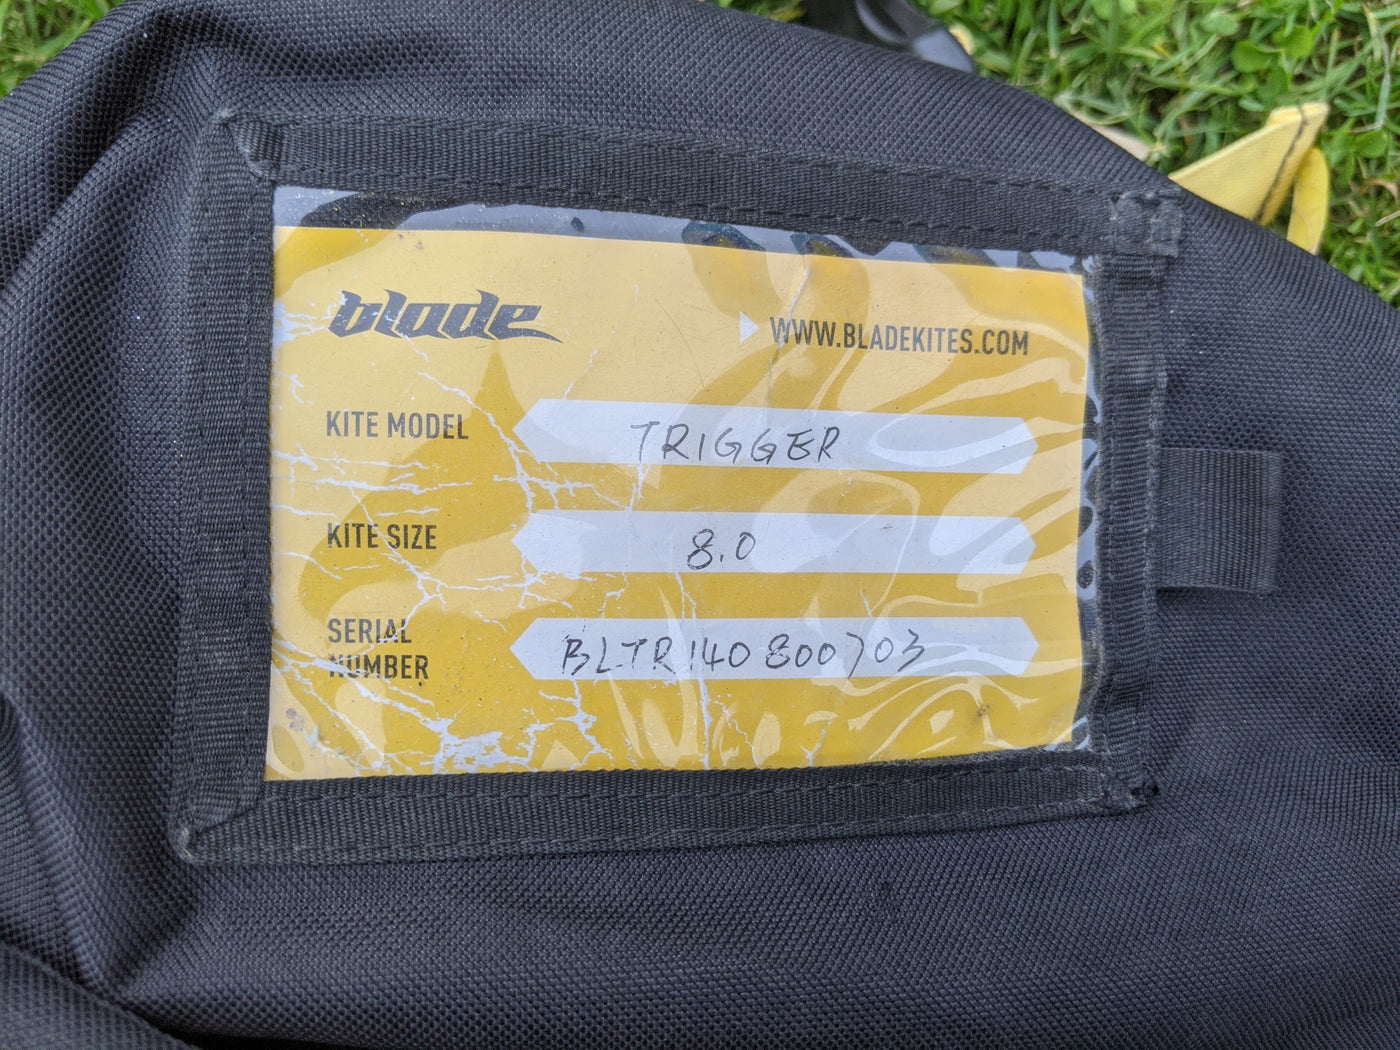 blade
WWW.BLADEKITES.COM
KITE MODEL TRIGGER
KITE SIZE 8.0
SERIAL
NUMBER BLTR140800703